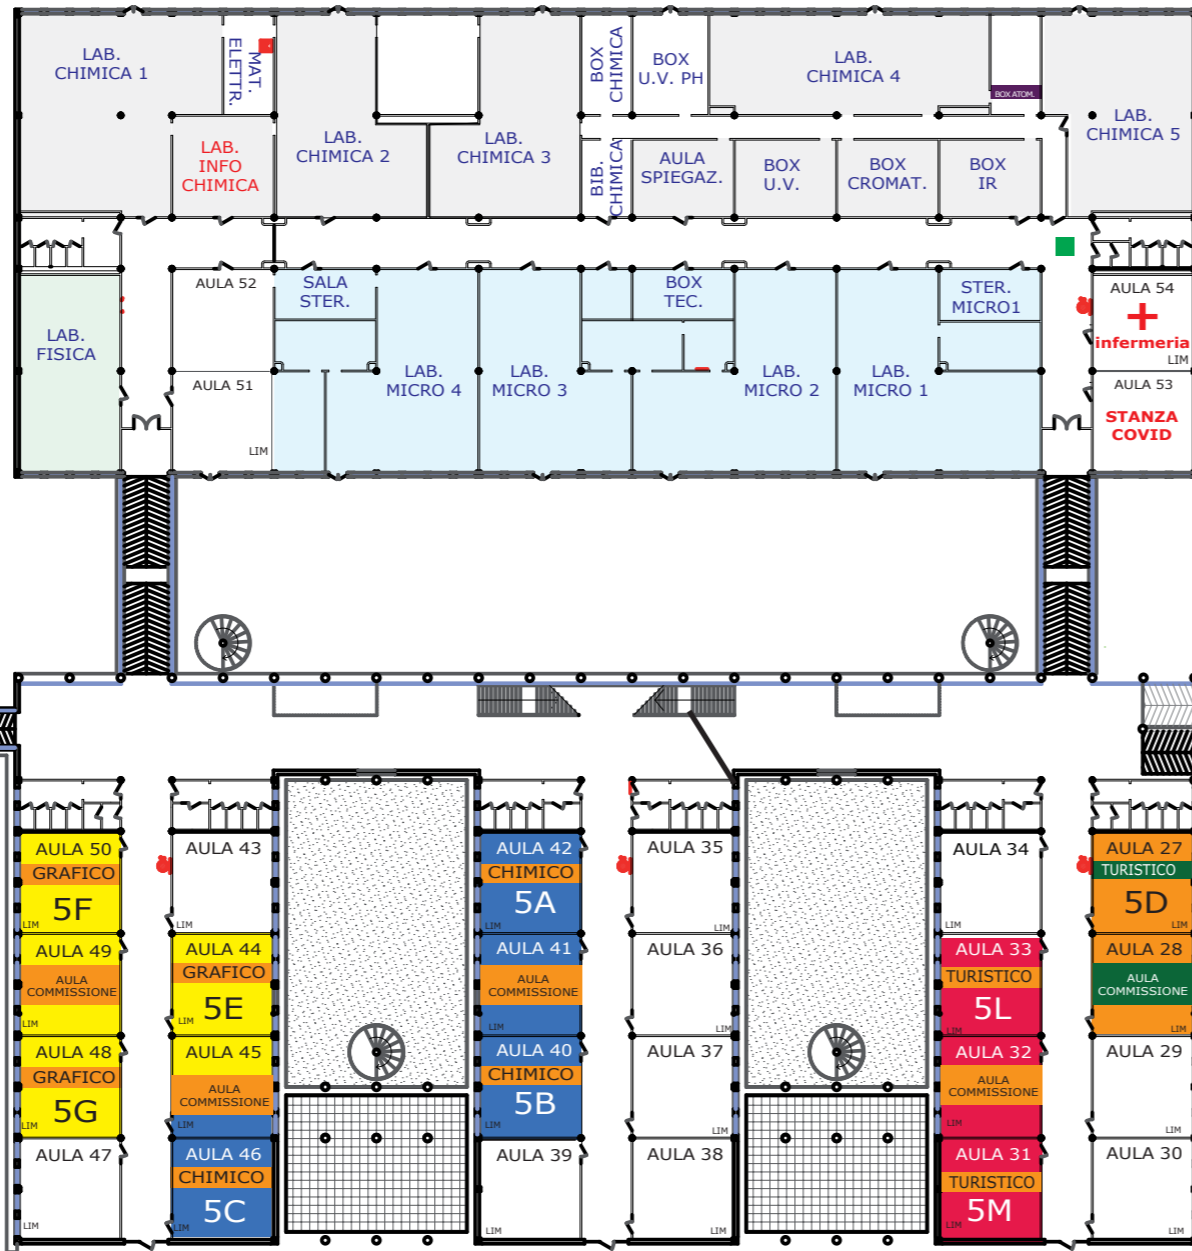 LAB.
CHIMICA 1
MAT.
ELETTR.
LAB.
INFO
CHIMICA
LAB.
CHIMICA 2
LAB.
CHIMICA 3
BOX
CHIMICA
BOX
U.V. PH
LAB.
CHIMICA 4
BOX ATOM.
LAB.
CHIMICA 5
BIB.
CHIMICA
AULA
SPIEGAZ.
BOX
U.V.
BOX
CROMAT.
BOX
IR
LAB.
FISICA
AULA 52
AULA 51
LIM
SALA
STER.
LAB.
MICRO 4
LAB.
MICRO 3
BOX
TEC.
LAB.
MICRO 2
LAB.
MICRO 1
STER.
MICRO1
AULA 54
infermeria
LIM
AULA 53
STANZA
COVID
AULA 50
GRAFICO
5F
LIM
AULA 49
AULA
COMMISSIONE
LIM
AULA 48
GRAFICO
5G
LIM
AULA 47
LIM
AULA 43
LIM
AULA 44
GRAFICO
5E
LIM
AULA 45
AULA
COMMISSIONE
LIM
AULA 46
CHIMICO
5C
LIM
AULA 42
CHIMICO
5A
LIM
AULA 41
AULA
COMMISSIONE
LIM
AULA 40
CHIMICO
5B
LIM
AULA 39
LIM
AULA 35
LIM
AULA 36
AULA 37
LIM
AULA 38
LIM
AULA 34
LIM
AULA 33
TURISTICO
5L
LIM
AULA 32
AULA
COMMISSIONE
LIM
AULA 31
TURISTICO
5M
LIM
AULA 27
TURISTICO
5D
LIM
AULA 28
AULA
COMMISSIONE
LIM
AULA 29
LIM
AULA 30
LIM